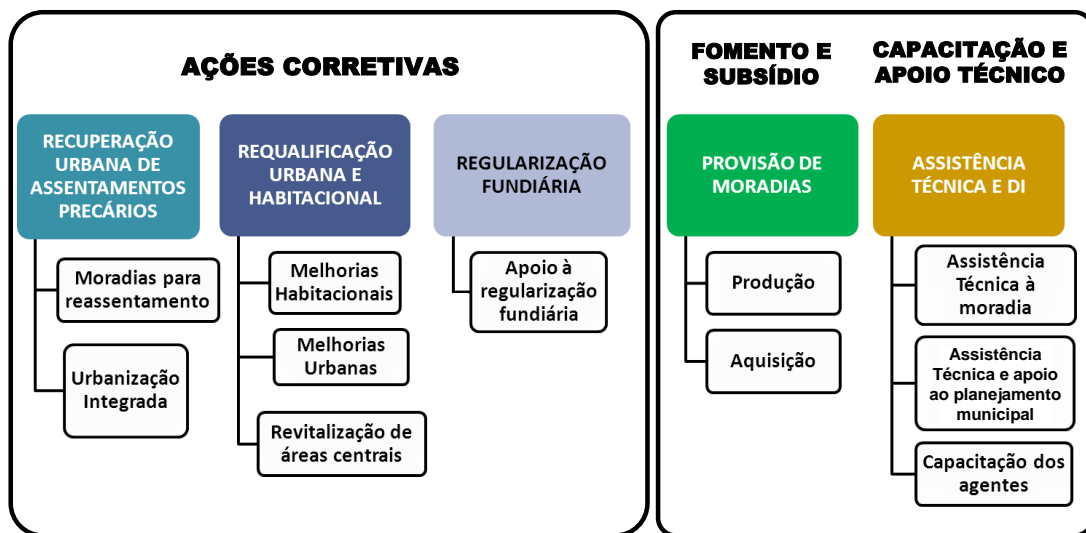 AÇÕES CORRETIVAS
RECUPERAÇÃO
URBANA DE
ASSENTAMENTOS
PRECÁRIOS
Moradias para
reassentamento
Urbanização
Integrada
REQUALIFICAÇÃO
URBANA E
HABITACIONAL
Melhorias
Habitacionais
Melhorias
Urbanas
Revitalização de
áreas centrais
REGULARIZAÇÃO
FUNDIÁRIA
Apoio à
regularização
fundiária
FOMENTO E
SUBSÍDIO
PROVISÃO DE
MORADIAS
Produção
Aquisição
CAPACITAÇÃO E
APOIO TÉCNICO
ASSISTÊNCIA
TÉCNICA E DI
Assistência
Técnica à
moradia
Assistência
Técnica e apoio
ao planejamento
municipal
Capacitação dos
agentes